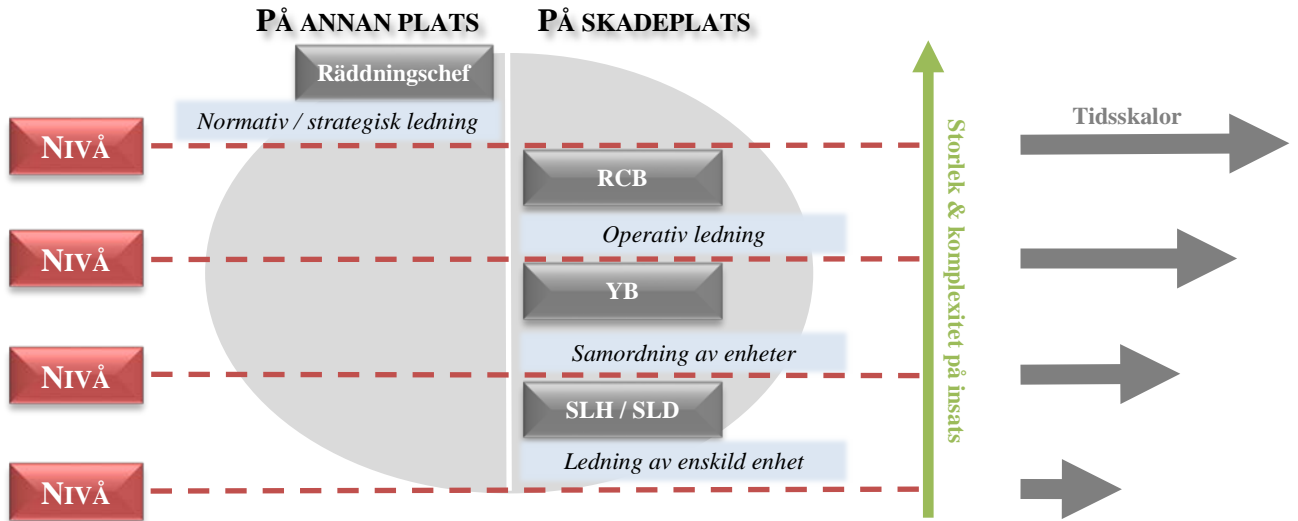 PÅ ANNAN PLATS
PÅ SKADEPLATS
Räddningschef
Normativ / strategisk ledning
NIVÅ
RCB
Operativ ledning
NIVÅ
YB
Samordning av enheter
NIVÅ
SLH / SLD
Ledning av enskild enhet
NIVÅ
Storlek & komplexitet på insats
Tidsskalor